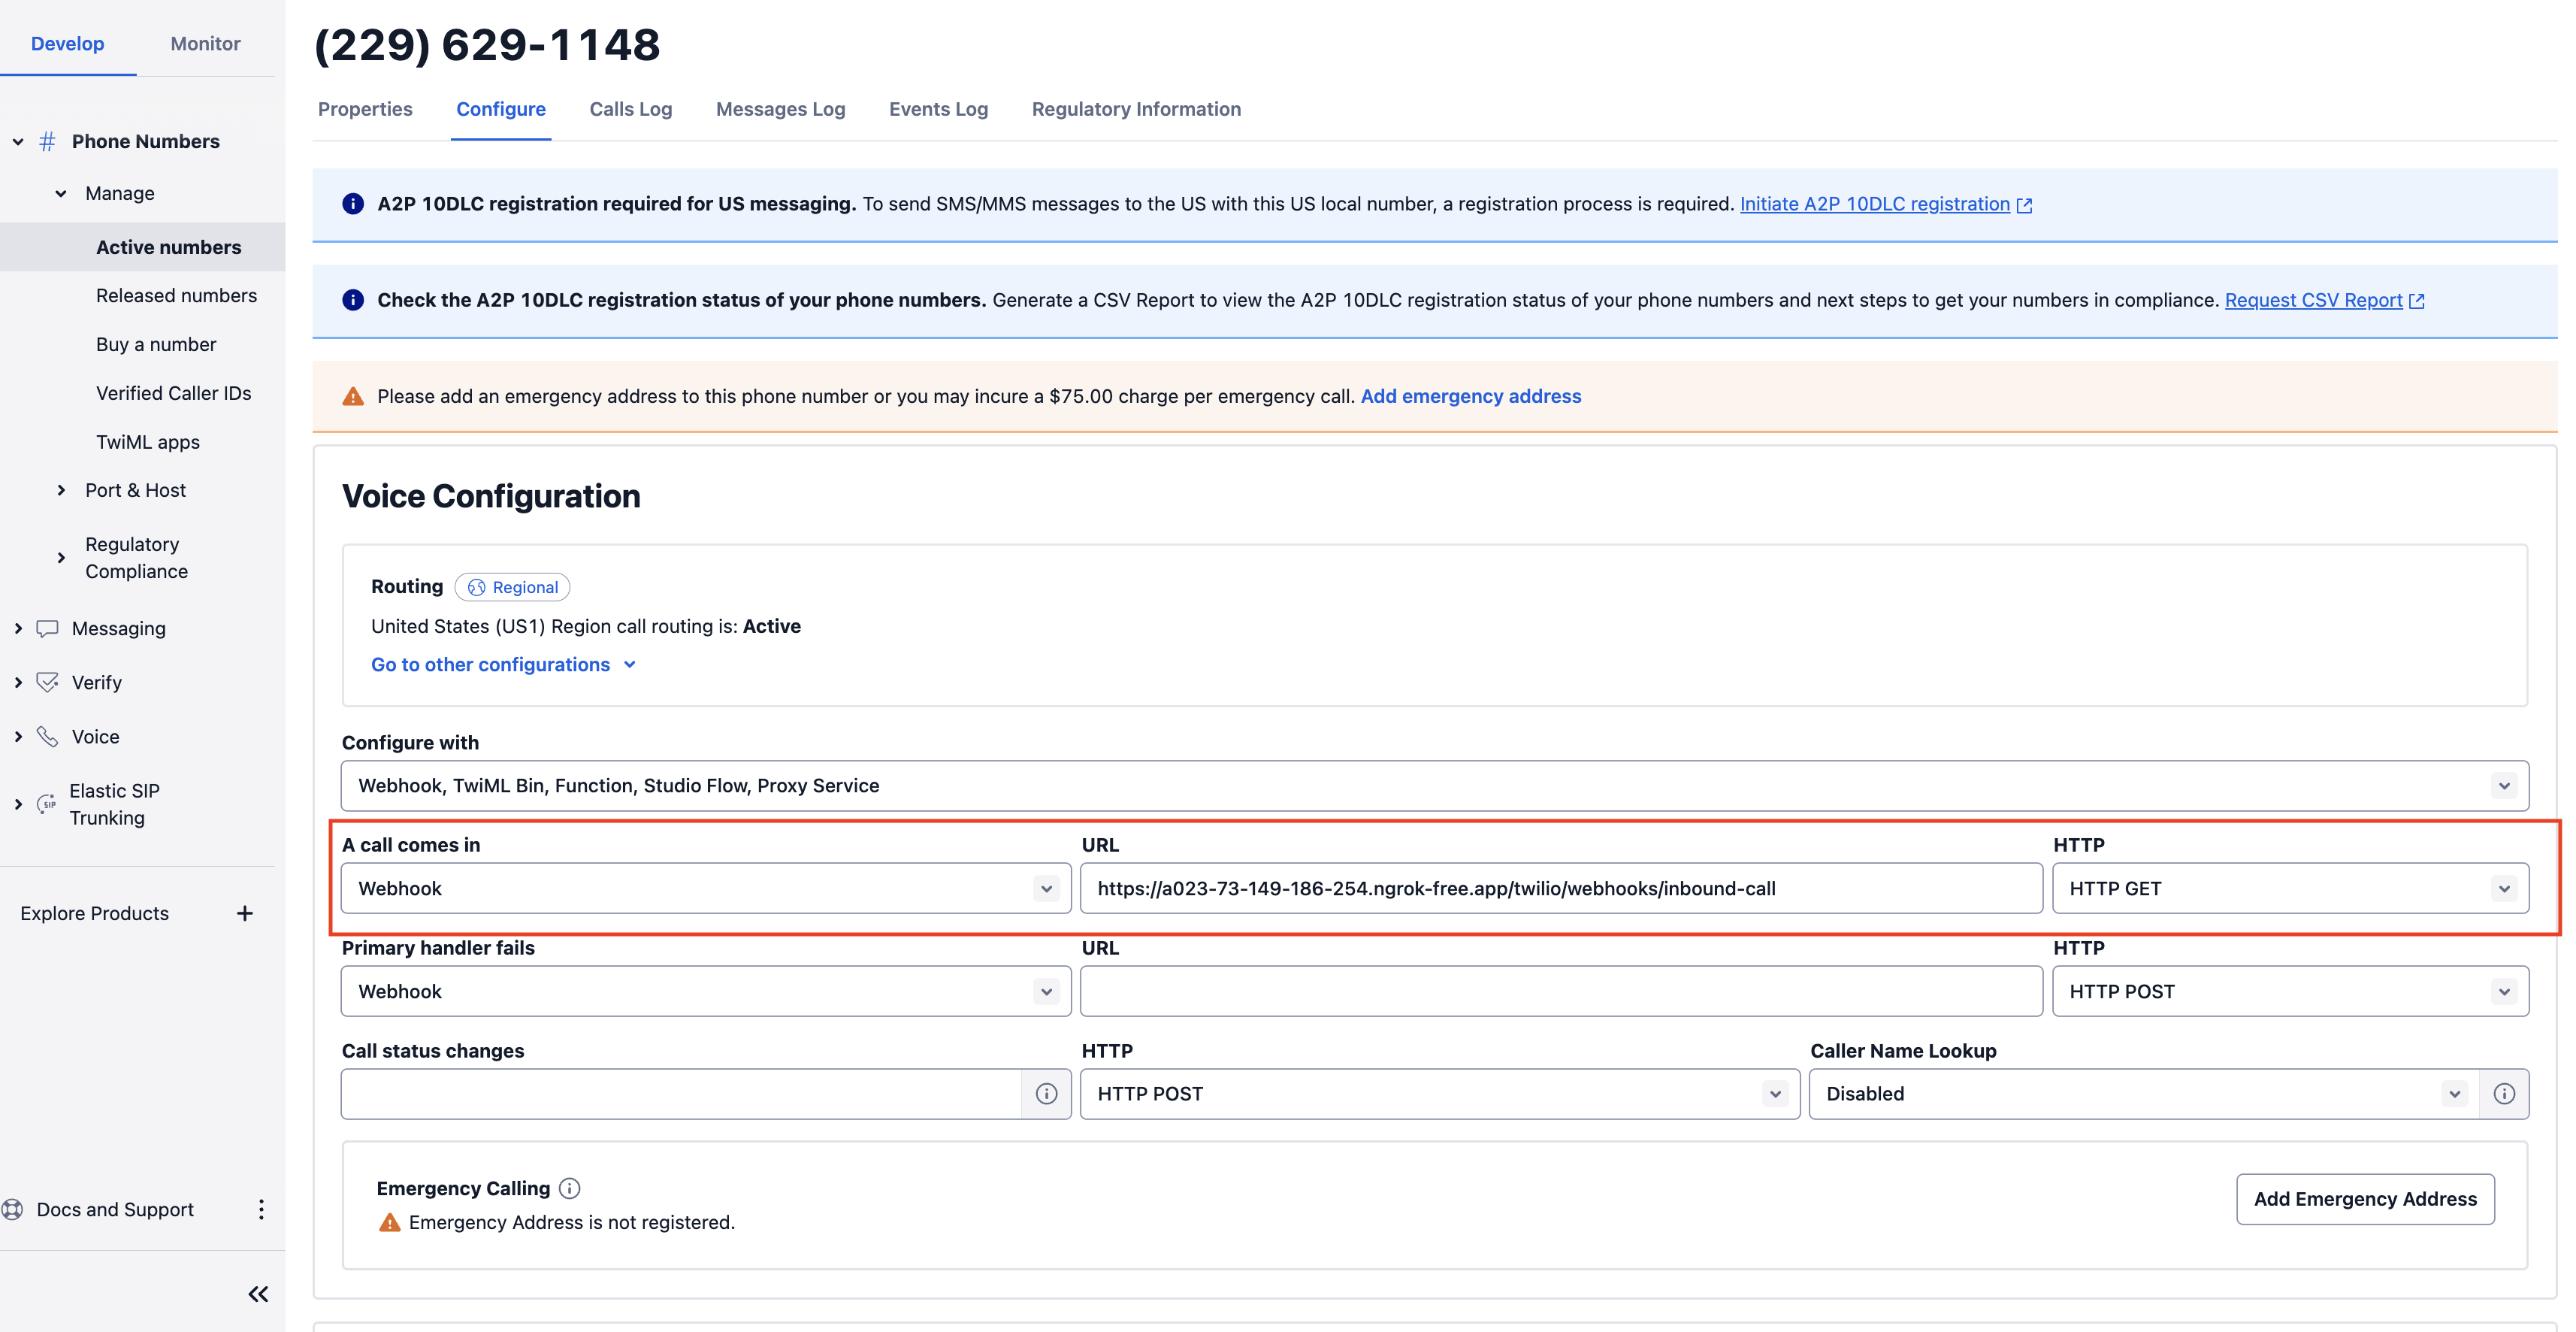 Develop
Monitor
Phone Numbers
Manage
Active numbers
Released numbers
Buy a number
Verified Caller IDs
TwiML apps
Port & Host
Regulatory
Compliance
Messaging
Verify
Voice
SIP
Elastic SIP
Trunking
Explore Products
Docs and Support
(229) 629-1148
Properties
Configure
Calls Log
Messages Log
Events Log
Regulatory Information
A2P 10DLC registration required for US messaging. To send SMS/MMS messages to the US with this US local number, a registration process is required. Initiate A2P 10DLC registration
Check the A2P 10DLC registration status of your phone numbers. Generate a CSV Report to view the A2P 10DLC registration status of your phone numbers and next steps to get your numbers in compliance. Request CSV Report
Please add an emergency address to this phone number or you may incure a $75.00 charge per emergency call. Add emergency address
Voice Configuration
Routing
Regional
United States (US1) Region call routing is: Active
Go to other configurations
Configure with
Webhook, TwiML Bin, Function, Studio Flow, Proxy Service
A call comes in
URL
HTTP
Webhook
https://a023-73-149-186-254.ngrok-free.app/twilio/webhooks/inbound-call
HTTP GET
Primary handler fails
URL
HTTP
Webhook
HTTP POST
Call status changes
HTTP
Caller Name Lookup
HTTP POST
Disabled
Emergency Calling
Emergency Address is not registered.
Add Emergency Address